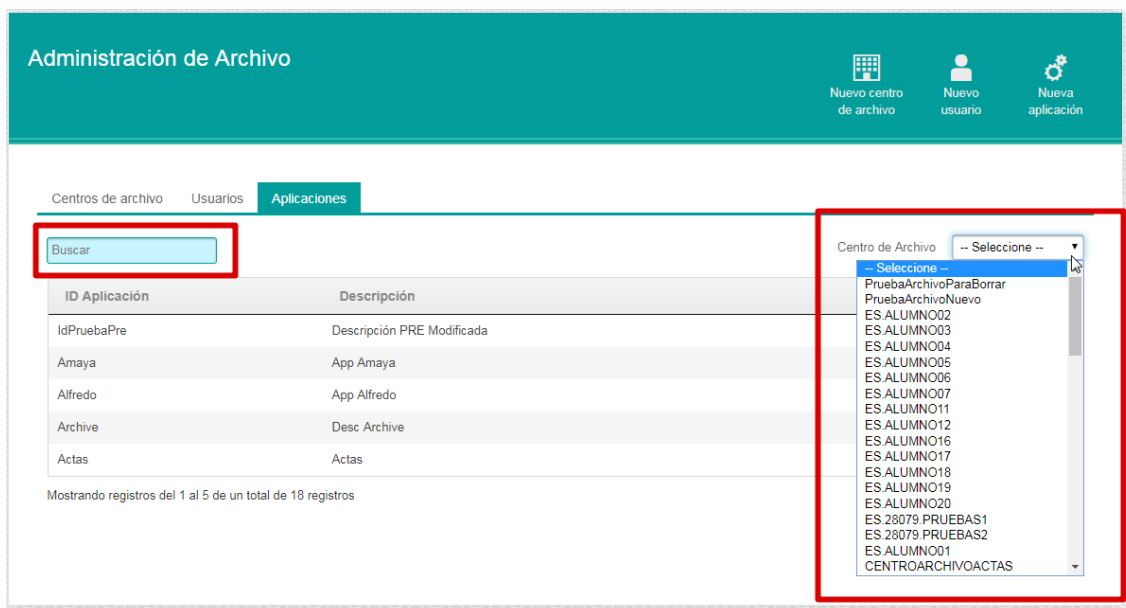 Administración de Archivo
Nuevo centro
de archivo
Nuevo
usuario
Nueva
aplicación
Centros de archivo
Usuarios
Aplicaciones
Buscar
Centro de Archivo
-- Seleccione --
-- Seleccione --
PruebaArchivoParaBorrar
PruebaArchivoNuevo
ES.ALUMNO02
ES.ALUMNO03
ES.ALUMNO04
ES.ALUMNO05
ES.ALUMNO06
ES.ALUMNO07
ES.ALUMNO11
ES.ALUMNO12
ES.ALUMNO16
ES.ALUMNO17
ES.ALUMNO18
ES.ALUMNO19
ES.ALUMNO20
ES.28079.PRUEBAS1
ES.28079.PRUEBAS2
ES.ALUMNO01
CENTROARCHIVOACTAS
ID Aplicación Descripción
IdPruebaPre Descripción PRE Modificada
Amaya App Amaya
Alfredo App Alfredo
Archive Desc Archive
Actas Actas
Mostrando registros del 1 al 5 de un total de 18 registros